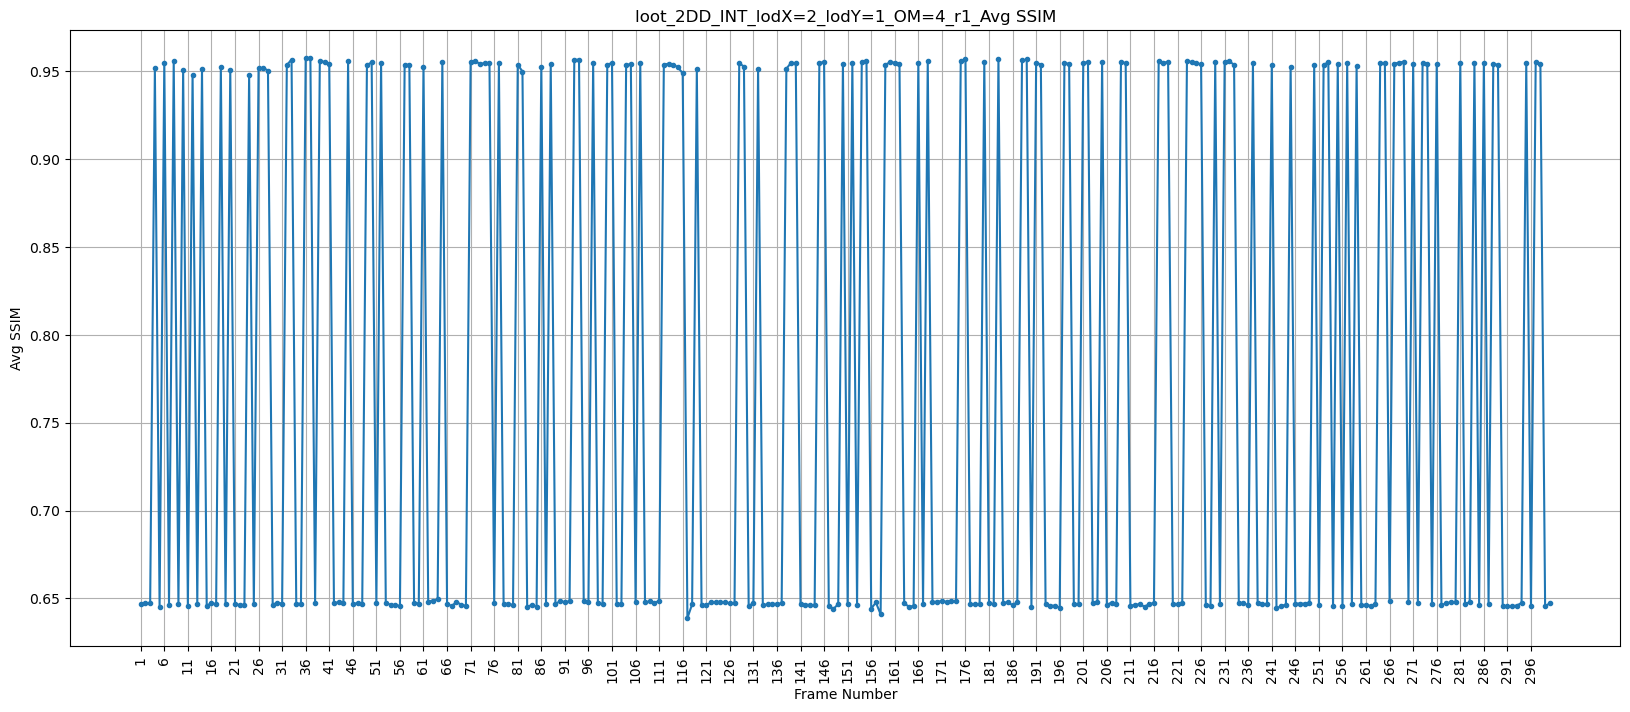 loot_2DD_INT_lodX=2_lodY=1_OM=4_r1_Avg SSIM
Avg SSIM
0.95
0.90
0.85
0.80
0.75
0.70
0.65
1 6 11 16 21 26 31 36 41 46 51 56 61 66 71 76 81 86 91 96 101 106 111 116 121 126 131 136 141 146 151 156 161 166 171 176 181 186 191 196 201 206 211 216 221 226 231 236 241 246 251 256 261 266 271 276 281 286 291 296
Frame Number